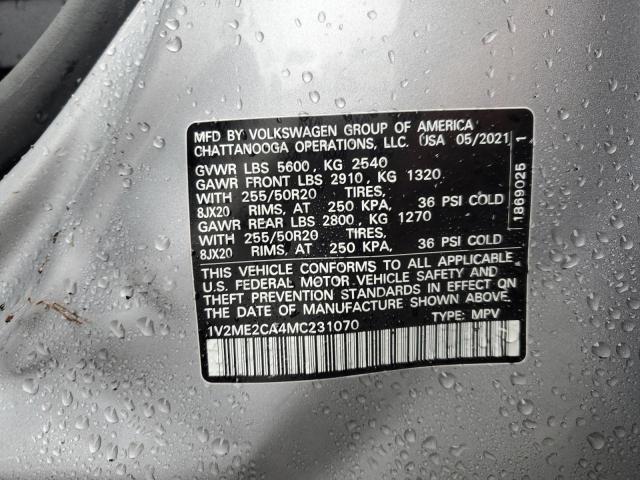 MFD BY VOLKSWAGEN GROUP OF AMERICA
CHATTANOOGA OPERATIONS, LLC. USA 05/2021
GVWR LBS 5600, KG 2540
GAWR FRONT LBS 2910, KG 1320
WITH 255/50R20 TIRES,
8JX20 RIMS, AT 250 KPA, 36 PSI COLD
GAWR REAR LBS 2800, KG 1270
WITH 255/50R20 TIRES,
8JX20 RIMS, AT 250 KPA, 36 PSI COLD
THIS VEHICLE CONFORMS TO ALL APPLICABLE
U.S. FEDERAL MOTOR VEHICLE SAFETY AND
THEFT PREVENTION STANDARDS IN EFFECT ON
THE DATE OF MANUFACTURE SHOWN ABOVE.
1V2ME2CA4MC231070 TYPE: MPV
1869025 1